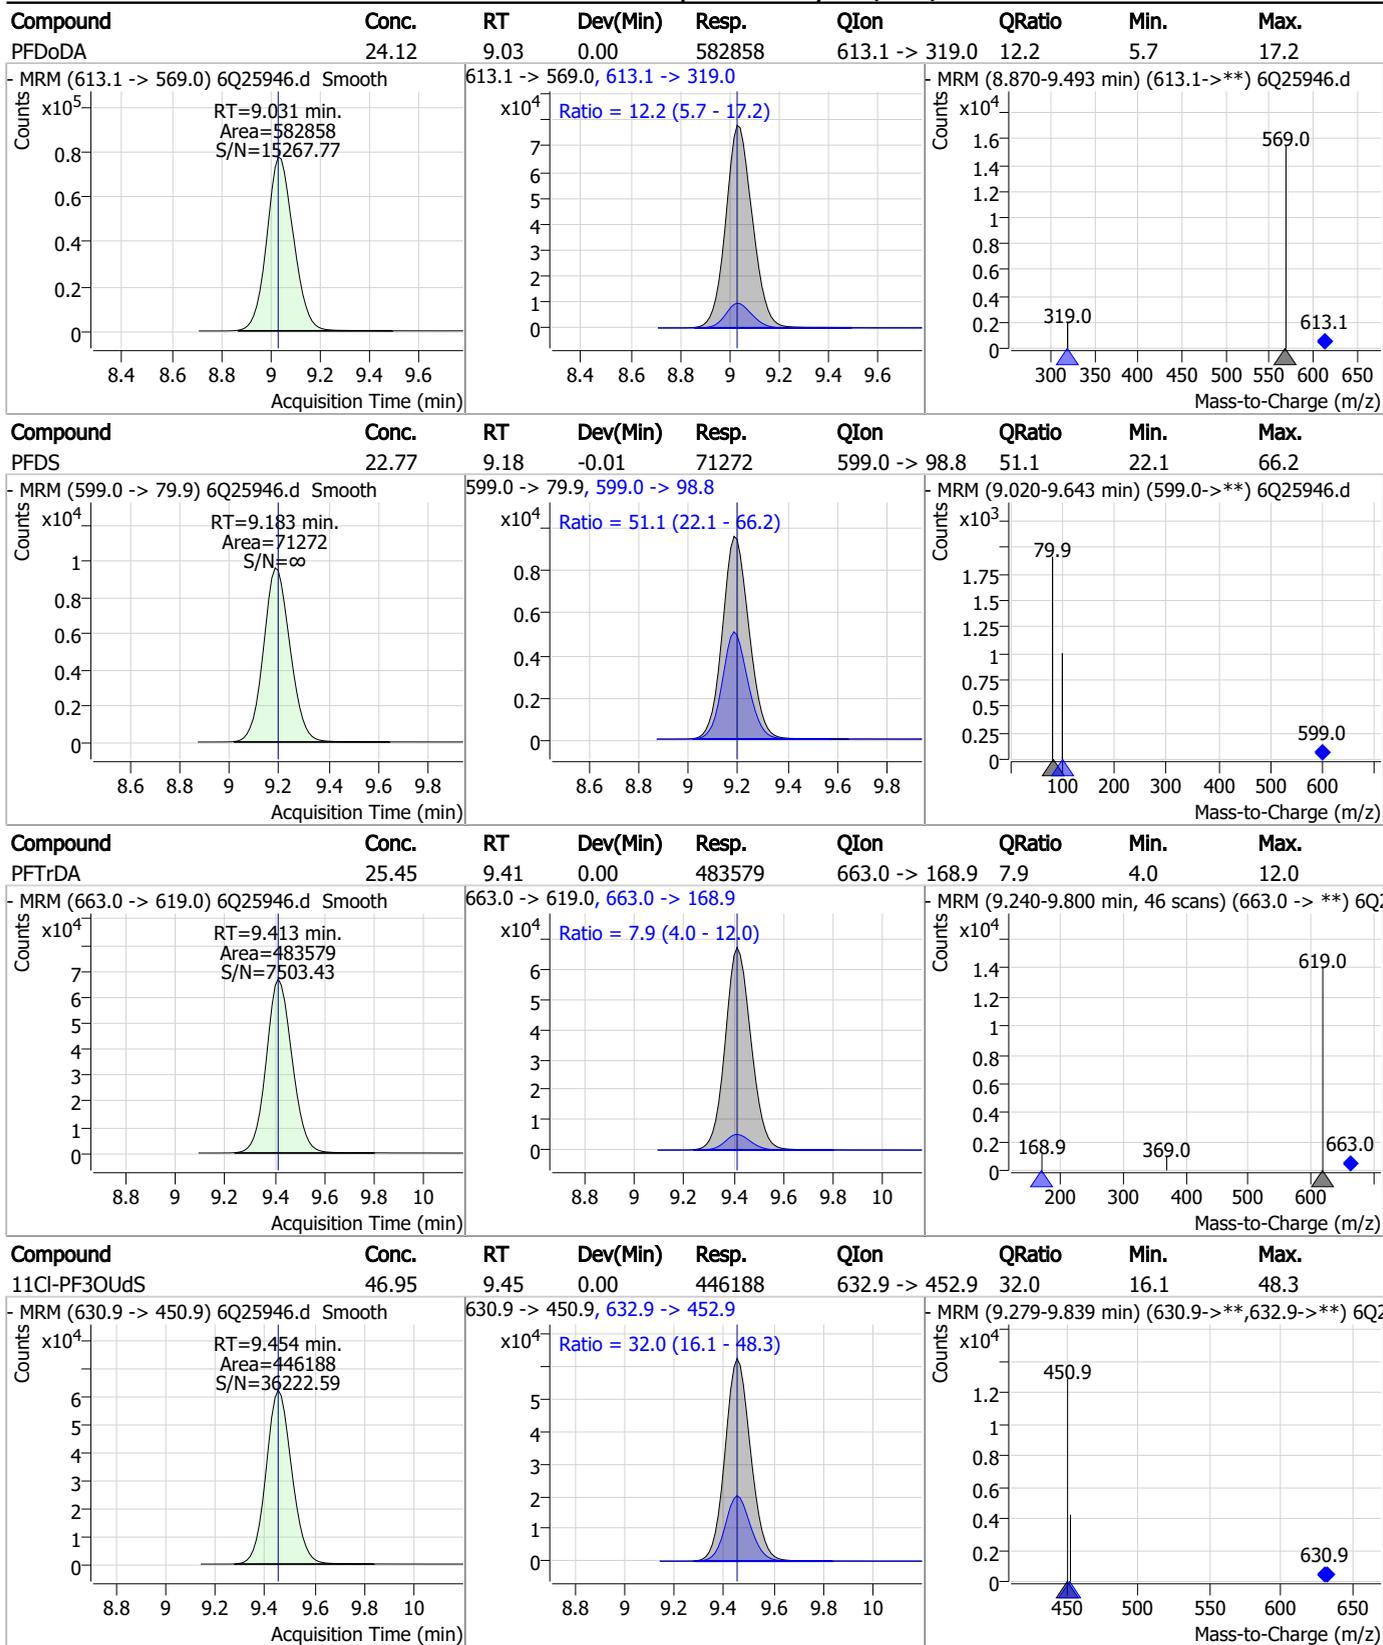 Compound Conc. RT Dev(Min) Resp. QIon QRatio Min. Max.
PFDoDA 24.12 9.03 0.00 582858 613.1 -> 319.0 12.2 5.7 17.2
- MRM (613.1 -> 569.0) 6Q25946.d Smooth
Counts
x10^5
RT=9.031 min.
Area=582858
S/N=15267.77
0.8
0.6
0.4
0.2
0
8.4 8.6 8.8 9 9.2 9.4 9.6
Acquisition Time (min)
613.1 -> 569.0, 613.1 -> 319.0
x10^4
Ratio = 12.2 (5.7 - 17.2)
7
6
5
4
3
2
1
0
8.4 8.6 8.8 9 9.2 9.4 9.6
Acquisition Time (min)
- MRM (8.870-9.493 min) (613.1->**) 6Q25946.d
Counts
x10^4
1.6
1.4
1.2
1
0.8
0.6
0.4
0.2
0
569.0
319.0
613.1
300 350 400 450 500 550 600 650
Mass-to-Charge (m/z)
Compound Conc. RT Dev(Min) Resp. QIon QRatio Min. Max.
PFDS 22.77 9.18 -0.01 71272 599.0 -> 98.8 51.1 22.1 66.2
- MRM (599.0 -> 79.9) 6Q25946.d Smooth
Counts
x10^4
RT=9.183 min.
Area=71272
S/N=∞
1
0.8
0.6
0.4
0.2
0
8.6 8.8 9 9.2 9.4 9.6 9.8
Acquisition Time (min)
599.0 -> 79.9, 599.0 -> 98.8
x10^4
Ratio = 51.1 (22.1 - 66.2)
0.8
0.6
0.4
0.2
0
8.6 8.8 9 9.2 9.4 9.6 9.8
Acquisition Time (min)
- MRM (9.020-9.643 min) (599.0->**) 6Q25946.d
Counts
x10^3
79.9
1.75
1.5
1.25
1
0.75
0.5
0.25
0
599.0
100 200 300 400 500 600
Mass-to-Charge (m/z)
Compound Conc. RT Dev(Min) Resp. QIon QRatio Min. Max.
PFTrDA 25.45 9.41 0.00 483579 663.0 -> 168.9 7.9 4.0 12.0
- MRM (663.0 -> 619.0) 6Q25946.d Smooth
Counts
x10^4
RT=9.413 min.
Area=483579
S/N=7503.43
7
6
5
4
3
2
1
0
8.8 9 9.2 9.4 9.6 9.8 10
Acquisition Time (min)
663.0 -> 619.0, 663.0 -> 168.9
x10^4
Ratio = 7.9 (4.0 - 12.0)
6
5
4
3
2
1
0
8.8 9 9.2 9.4 9.6 9.8 10
Acquisition Time (min)
- MRM (9.240-9.800 min, 46 scans) (663.0 -> **) 6Q2
Counts
x10^4
1.4
1.2
1
0.8
0.6
0.4
0.2
0
619.0
168.9
369.0
663.0
200 300 400 500 600
Mass-to-Charge (m/z)
Compound Conc. RT Dev(Min) Resp. QIon QRatio Min. Max.
11Cl-PF3OUdS 46.95 9.45 0.00 446188 632.9 -> 452.9 32.0 16.1 48.3
- MRM (630.9 -> 450.9) 6Q25946.d Smooth
Counts
x10^4
RT=9.454 min.
Area=446188
S/N=36222.59
6
5
4
3
2
1
0
8.8 9 9.2 9.4 9.6 9.8 10
Acquisition Time (min)
630.9 -> 450.9, 632.9 -> 452.9
x10^4
Ratio = 32.0 (16.1 - 48.3)
5
4
3
2
1
0
8.8 9 9.2 9.4 9.6 9.8 10
Acquisition Time (min)
- MRM (9.279-9.839 min) (630.9->**,632.9->**) 6Q2
Counts
x10^4
450.9
1.2
1
0.8
0.6
0.4
0.2
0
630.9
450 500 550 600 650
Mass-to-Charge (m/z)